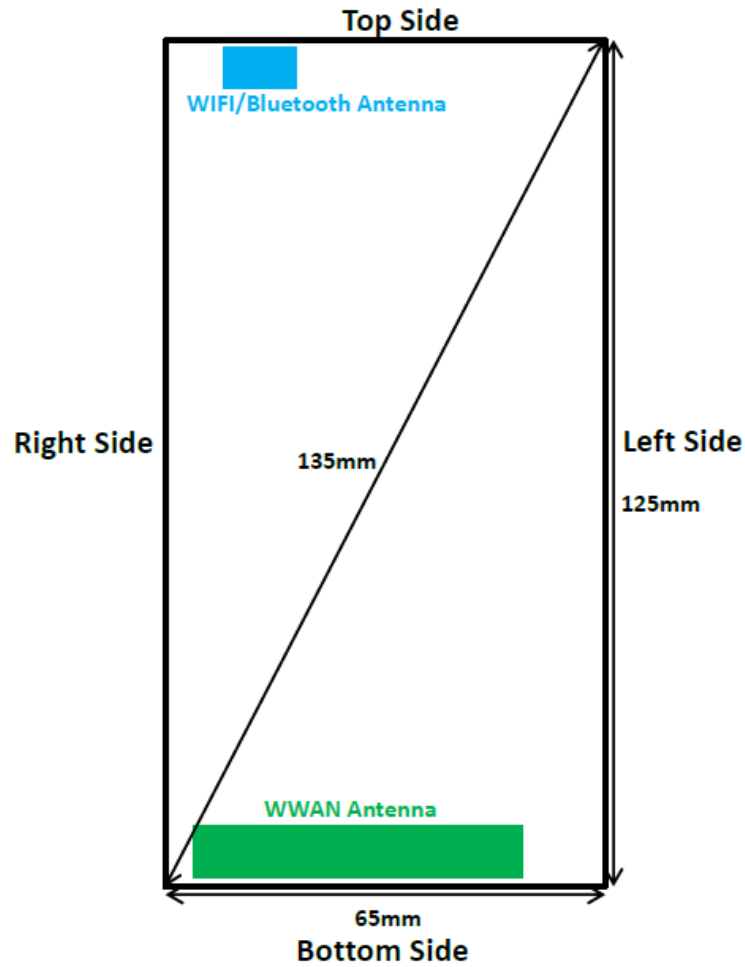 Top Side
WIFI/Bluetooth Antenna
Right Side
Left Side
135mm
125mm
WWAN Antenna
65mm
Bottom Side